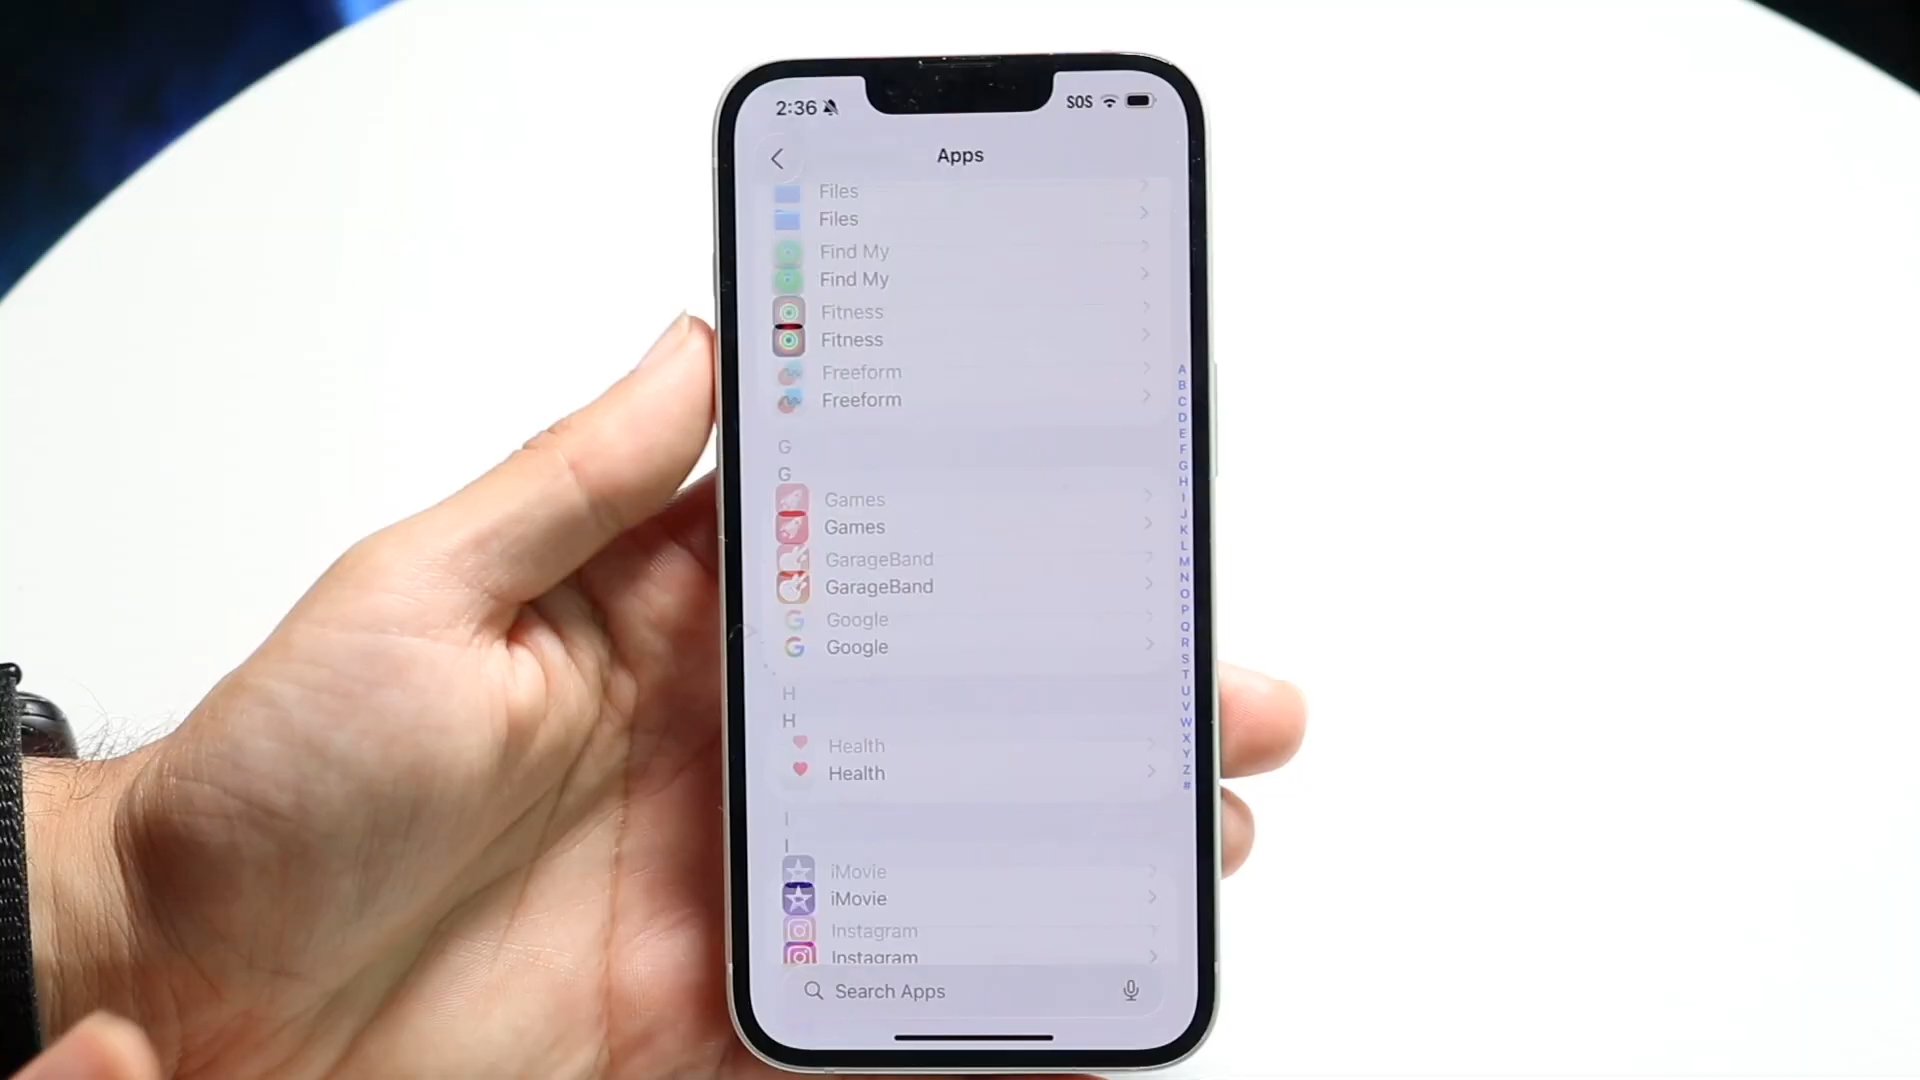 2:36 SOS
Apps
Files
Files
Find My
Find My
Fitness
Fitness
Freeform
Freeform
G
G
Games
Games
GarageBand
GarageBand
Google
Google
H
H
Health
Health
I
I
iMovie
iMovie
Instagram
Instagram
Search Apps
A
B
C
D
E
F
G
H
I
J
K
L
M
N
O
P
Q
R
S
T
U
V
W
X
Y
Z
#